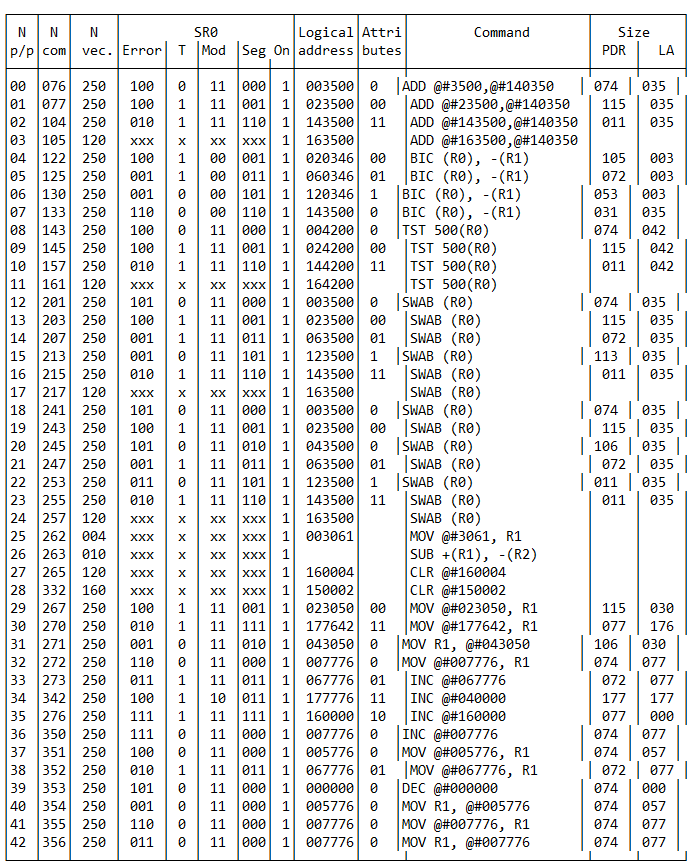 N N N SR0 Logical Attri Command Size
p/p com vec. Error T Mod Seg On address butes PDR LA
00 076 250 100 0 11 000 1 003500 0 ADD @#3500,@#140350 074 035
01 077 250 100 1 11 001 1 023500 00 ADD @#23500,@#140350 115 035
02 104 250 010 1 11 110 1 143500 11 ADD @#143500,@#140350 011 035
03 105 120 xxx x xx xxx 1 163500 ADD @#163500,@#140350
04 122 250 100 1 00 001 1 020346 00 BIC (R0), -(R1) 105 003
05 125 250 001 1 00 011 1 060346 01 BIC (R0), -(R1) 072 003
06 130 250 001 0 00 101 1 120346 1 BIC (R0), -(R1) 053 003
07 133 250 110 0 00 110 1 143500 0 BIC (R0), -(R1) 031 035
08 143 250 100 0 11 000 1 004200 0 TST 500(R0) 074 042
09 145 250 100 1 11 001 1 024200 00 TST 500(R0) 115 042
10 157 250 010 1 11 110 1 144200 11 TST 500(R0) 011 042
11 161 120 xxx x xx xxx 1 164200 TST 500(R0)
12 201 250 101 0 11 000 1 003500 0 SWAB (R0) 074 035
13 203 250 100 1 11 001 1 023500 00 SWAB (R0) 115 035
14 207 250 001 1 11 011 1 063500 01 SWAB (R0) 072 035
15 213 250 001 0 11 101 1 123500 1 SWAB (R0) 113 035
16 215 250 010 1 11 110 1 143500 11 SWAB (R0) 011 035
17 217 120 xxx x xx xxx 1 163500 SWAB (R0)
18 241 250 101 0 11 000 1 003500 0 SWAB (R0) 074 035
19 243 250 100 1 11 001 1 023500 00 SWAB (R0) 115 035
20 245 250 101 0 11 010 1 043500 0 SWAB (R0) 106 035
21 247 250 001 1 11 011 1 063500 01 SWAB (R0) 072 035
22 253 250 011 0 11 101 1 123500 1 SWAB (R0) 011 035
23 255 250 010 1 11 110 1 143500 11 SWAB (R0) 011 035
24 257 120 xxx x xx xxx 1 163500 SWAB (R0)
25 262 004 xxx x xx xxx 1 003061 MOV @#3061, R1
26 263 010 xxx x xx xxx 1 SUB +(R1), -(R2)
27 265 120 xxx x xx xxx 1 160004 CLR @#160004
28 332 160 xxx x xx xxx 1 150002 CLR @#150002
29 267 250 100 1 11 001 1 023050 00 MOV @#023050, R1 115 030
30 270 250 010 1 11 111 1 177642 11 MOV @#177642, R1 077 176
31 271 250 001 0 11 010 1 043050 0 MOV R1, @#043050 106 030
32 272 250 110 0 11 000 1 007776 0 MOV @#007776, R1 074 077
33 273 250 011 1 11 011 1 067776 01 INC @#067776 072 077
34 342 250 100 1 10 011 1 177776 11 INC @#040000 177 177
35 276 250 111 1 11 111 1 160000 10 INC @#160000 077 000
36 350 250 111 0 11 000 1 007776 0 INC @#007776 074 077
37 351 250 100 0 11 000 1 005776 0 MOV @#005776, R1 074 057
38 352 250 010 1 11 011 1 067776 01 MOV @#067776, R1 072 077
39 353 250 101 0 11 000 1 000000 0 DEC @#000000 074 000
40 354 250 001 0 11 000 1 005776 0 MOV R1, @#005776 074 057
41 355 250 110 0 11 000 1 007776 0 MOV @#007776, R1 074 077
42 356 250 011 0 11 000 1 007776 0 MOV R1, @#007776 074 077